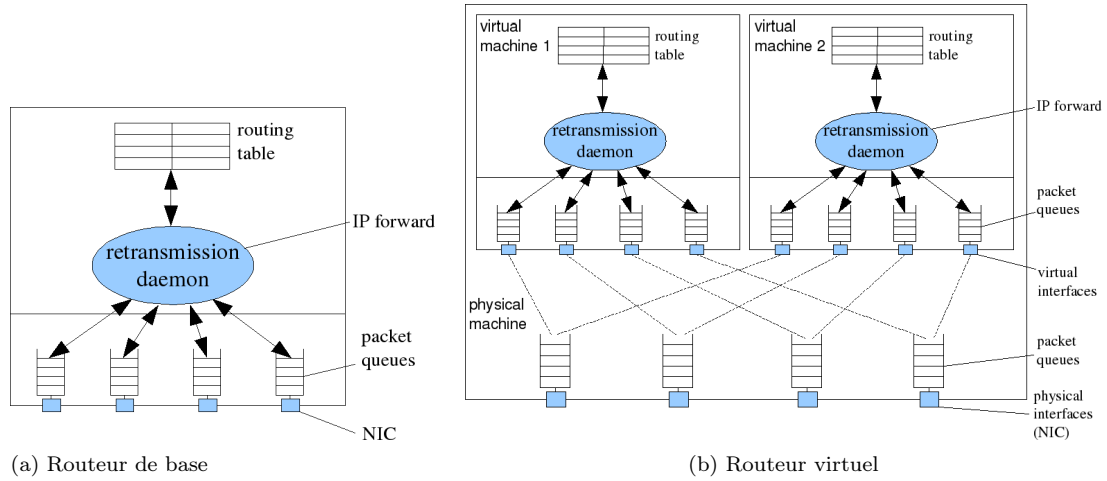 routing
table
IP forward
retransmission
daemon
packet
queues
NIC
(a) Routeur de base
virtual
machine 1
routing
table
retransmission
daemon
virtual
machine 2
routing
table
IP forward
retransmission
daemon
packet
queues
virtual
interfaces
physical
machine
packet
queues
physical
interfaces
(NIC)
(b) Routeur virtuel